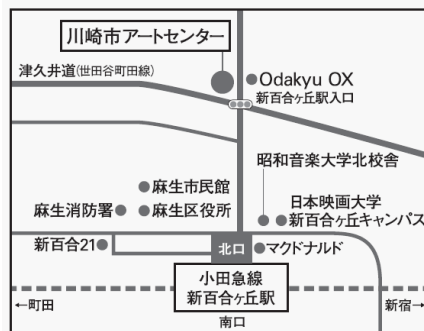 川崎市アートセンター
津久井道(世田谷町田線)
Odakyu OX
新百合ヶ丘駅入口
昭和音楽大学北校舎
麻生市民館
日本映画大学
新百合ヶ丘キャンパス
麻生消防署
麻生区役所
新百合21
北口
マクドナルド
小田急線
新百合ヶ丘駅
←町田
新宿→
南口